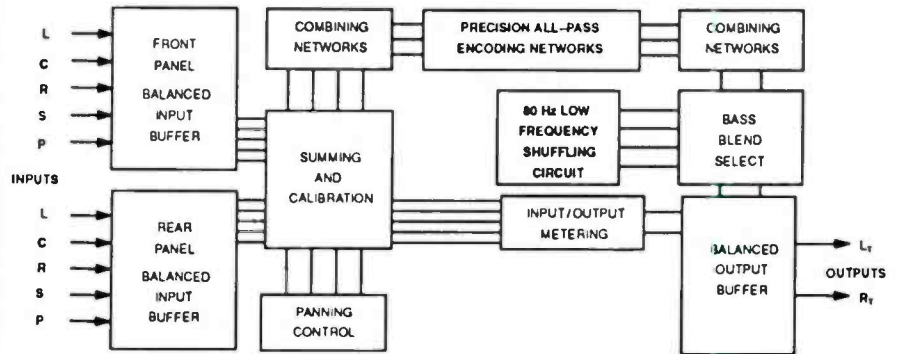 L
C
R
S
P
FRONT
PANEL
BALANCED
INPUT
BUFFER
COMBINING
NETWORKS
PRECISION ALL-PASS
ENCODING NETWORKS
COMBINING
NETWORKS
SUMMING
AND
CALIBRATION
80 Hz LOW
FREQUENCY
SHUFFLING
CIRCUIT
BASS
BLEND
SELECT
INPUTS
L
C
R
S
P
REAR
PANEL
BALANCED
INPUT
BUFFER
PANNING
CONTROL
INPUT/OUTPUT
METERING
BALANCED
OUTPUT
BUFFER
LT
OUTPUTS
RT